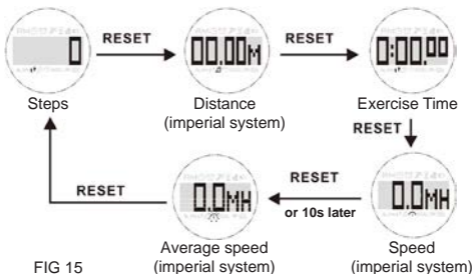 0
RESET
00.00M
RESET
0:00.00
Steps
Distance
(imperial system)
Exercise Time
RESET
RESET
0.0MH
RESET
or 10s later
0.0MH
Average speed
(imperial system)
Speed
(imperial system)
FIG 15